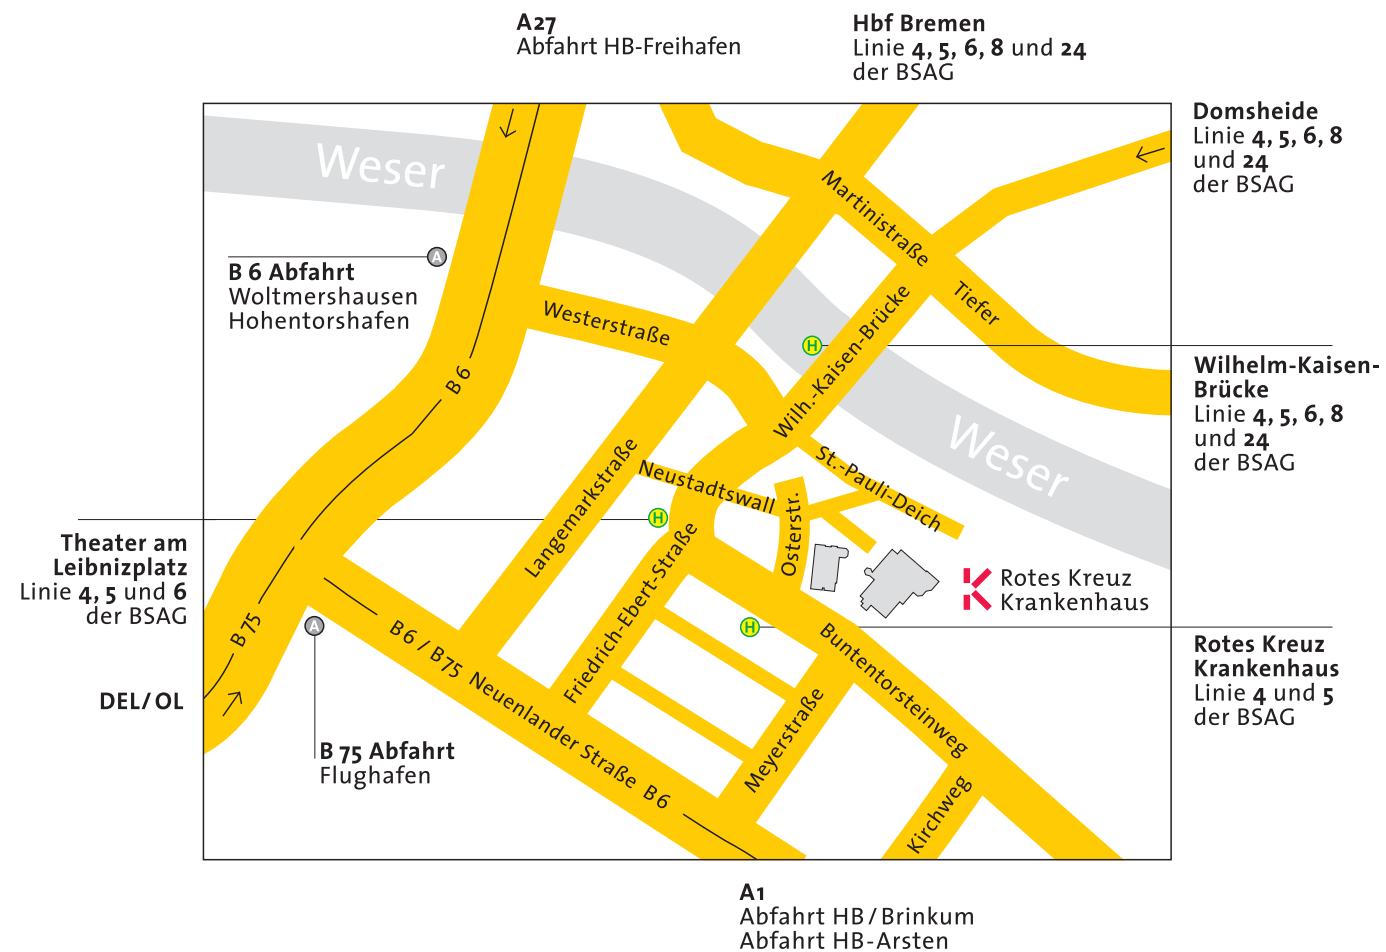 A27
Abfahrt HB-Freihafen
Hbf Bremen
Linie 4, 5, 6, 8 und 24
der BSAG
Domsheide
Linie 4, 5, 6, 8
und 24
der BSAG
Weser
Martinistraße
A
B 6 Abfahrt
Woltmershausen
Hohentorshafen
Westerstraße
Tiefer
H
Wilh.-Kaisen-Brücke
Wilhelm-Kaisen-
Brücke
Linie 4, 5, 6, 8
und 24
der BSAG
B 6
Weser
St.-Pauli-Deich
Neustadtswall
Langemarkstraße
Osterstr.
H
Theater am
Leibnizplatz
Linie 4, 5 und 6
der BSAG
Friedrich-Ebert-Straße
Rotes Kreuz
Krankenhaus
B 75
A
B 6 / B 75 Neuenlander Straße B 6
H
Buntentorsteinweg
Rotes Kreuz
Krankenhaus
Linie 4 und 5
der BSAG
DEL/OL
Meyerstraße
B 75 Abfahrt
Flughafen
Kirchweg
A1
Abfahrt HB/Brinkum
Abfahrt HB-Arsten